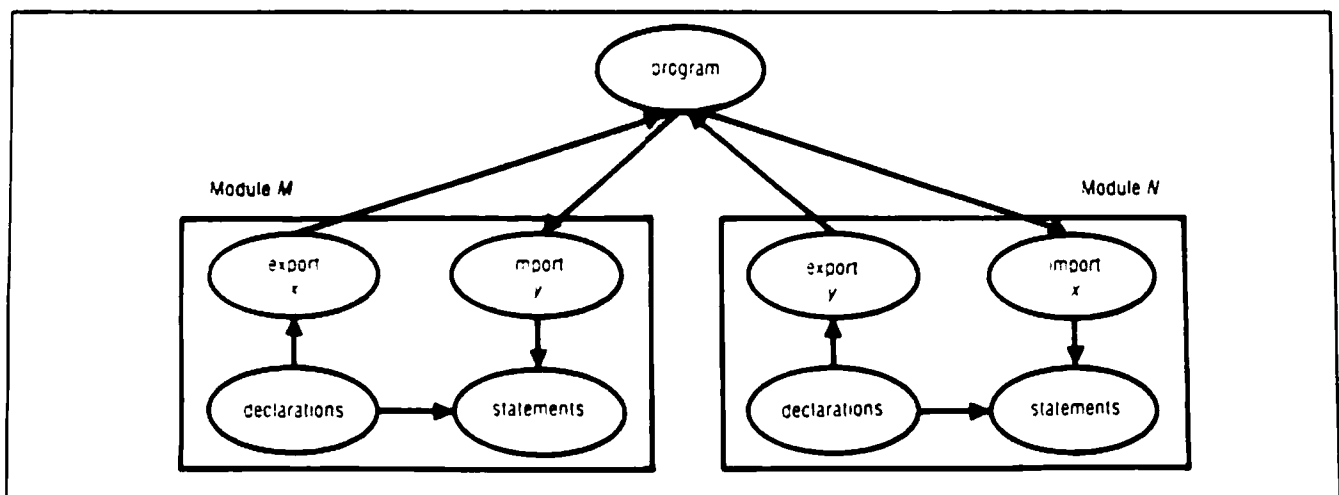 program
Module M
Module N
export
x
import
y
export
y
import
x
declarations
statements
declarations
statements